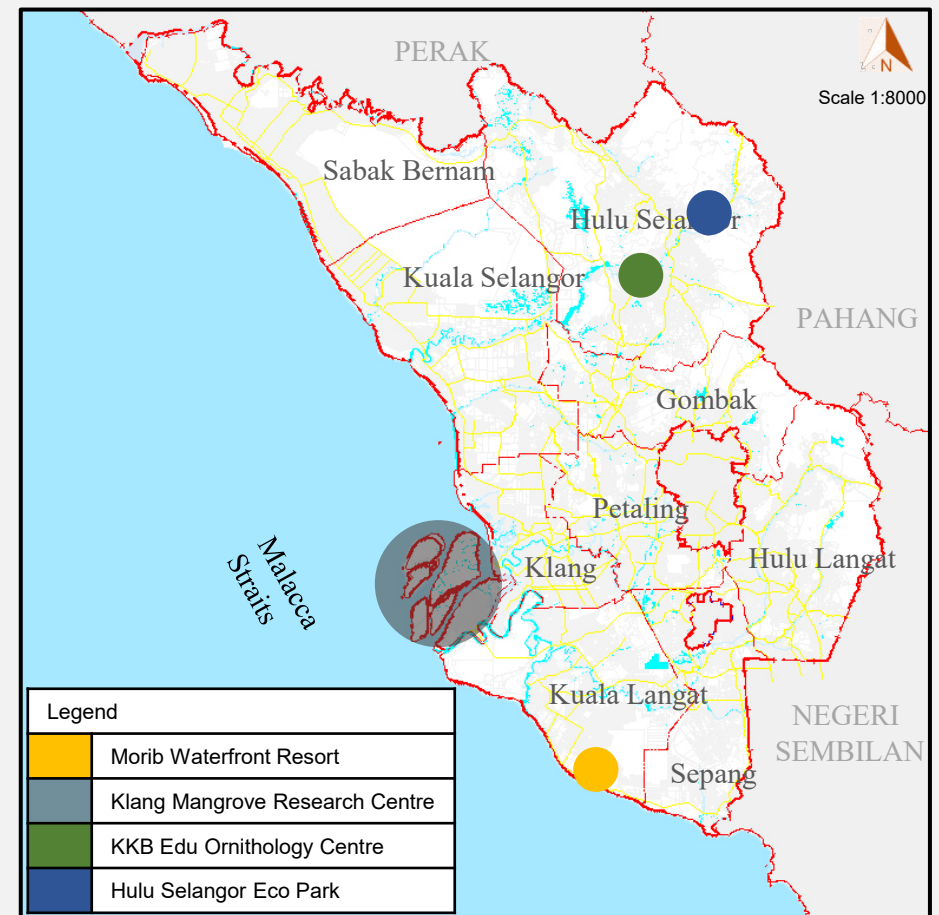 PERAK
N
Scale 1:8000
Sabak Bernam
Hulu Selangor
Kuala Selangor
PAHANG
Gombak
Petaling
Malacca
Straits
Klang
Hulu Langat
Kuala Langat
NEGERI
SEMBILAN
Sepang
Legend
Morib Waterfront Resort
Klang Mangrove Research Centre
KKB Edu Ornithology Centre
Hulu Selangor Eco Park